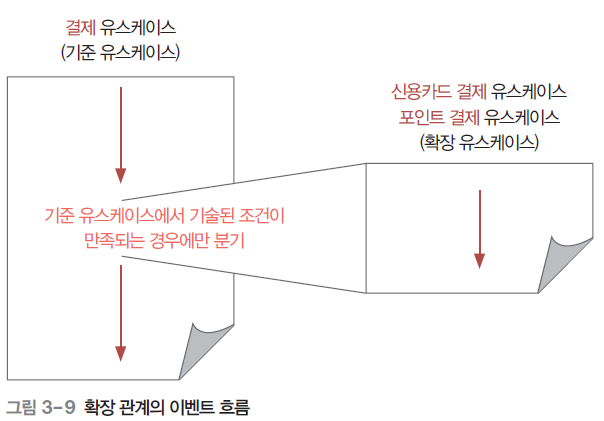 결제 유스케이스
(기준 유스케이스)
신용카드 결제 유스케이스
포인트 결제 유스케이스
(확장 유스케이스)
기준 유스케이스에서 기술된 조건이
만족되는 경우에만 분기
그림 3-9 확장 관계의 이벤트 흐름